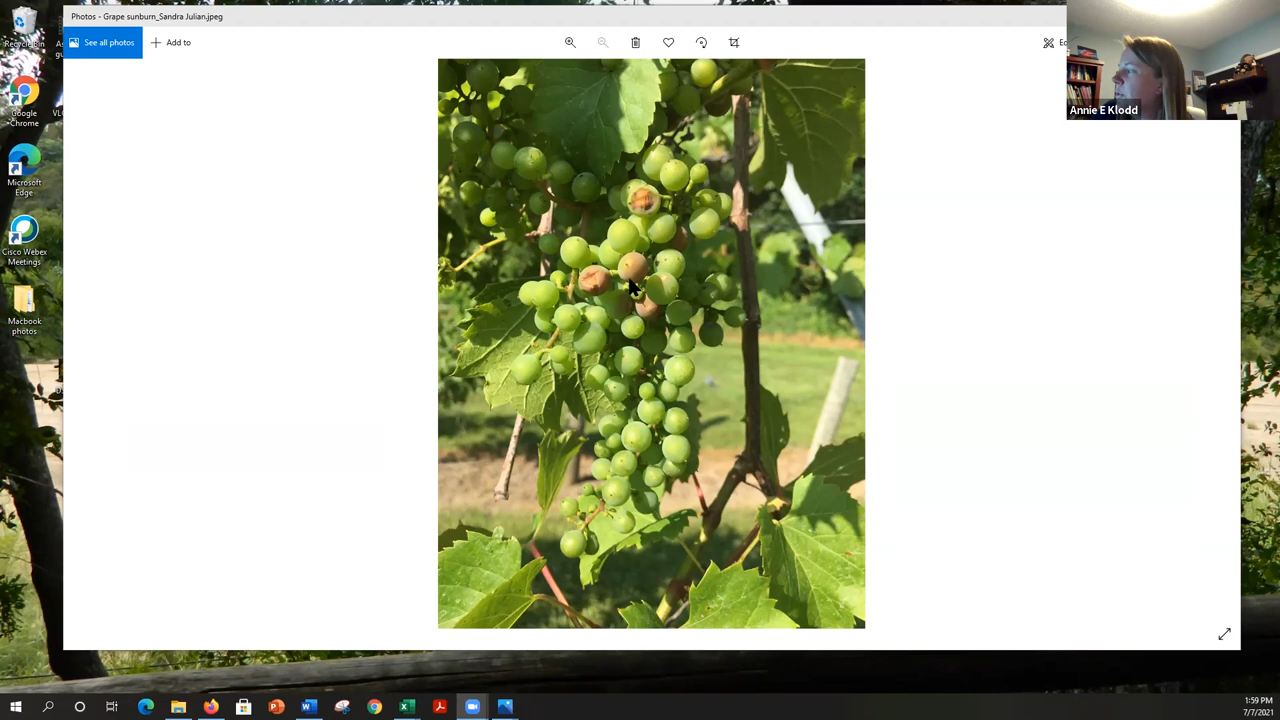 Photos - Grape sunburn_Sandra Julian.jpeg
See all photos
Add to
Annie E Klodd
Recycle Bin
Google Chrome
Microsoft Edge
Cisco Webex Meetings
Macbook photos
1:59 PM
7/7/2021